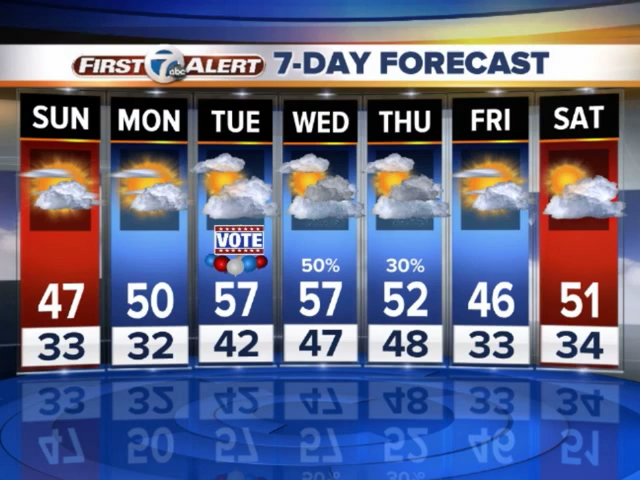 FIRST 7 abc ALERT 7-DAY FORECAST
SUN MON TUE WED THU FRI SAT
VOTE
50% 30%
47 50 57 57 52 46 51
33 32 42 47 48 33 34